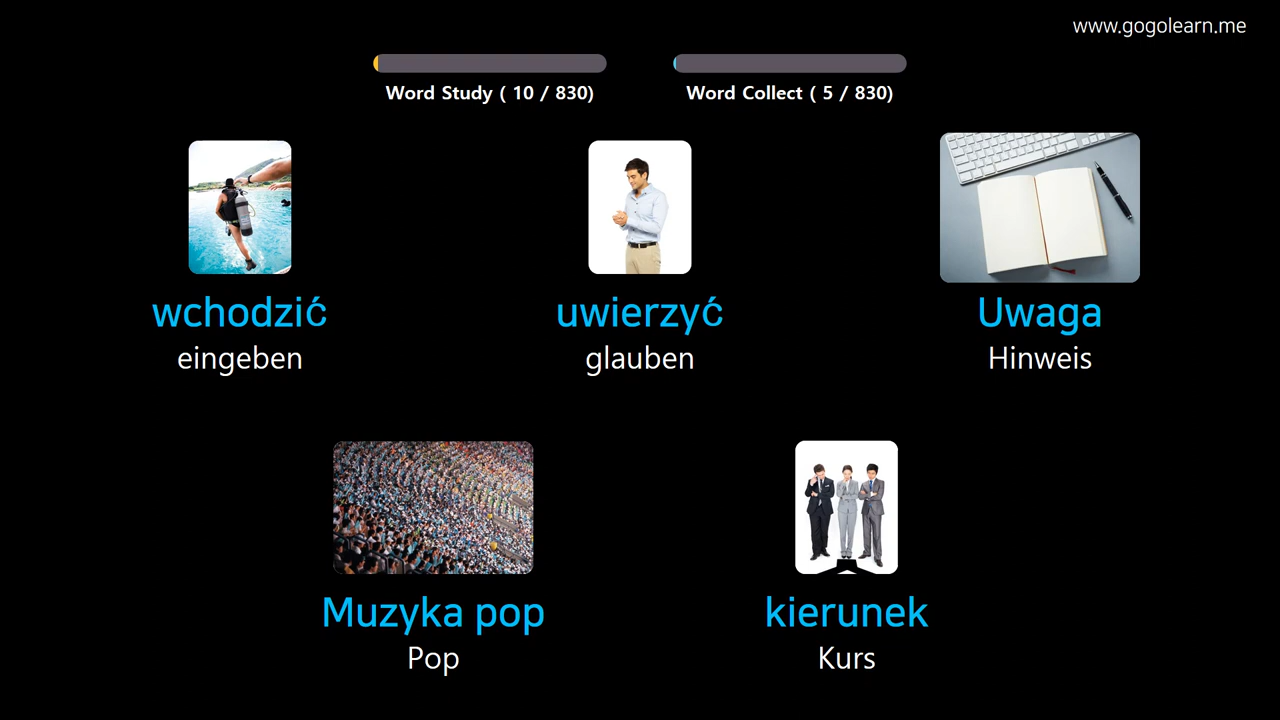 www.gogolearn.me
Word Study ( 10 / 830)
Word Collect ( 5 / 830)
wchodzić
eingeben
uwierzyć
glauben
Uwaga
Hinweis
Muzyka pop
Pop
kierunek
Kurs